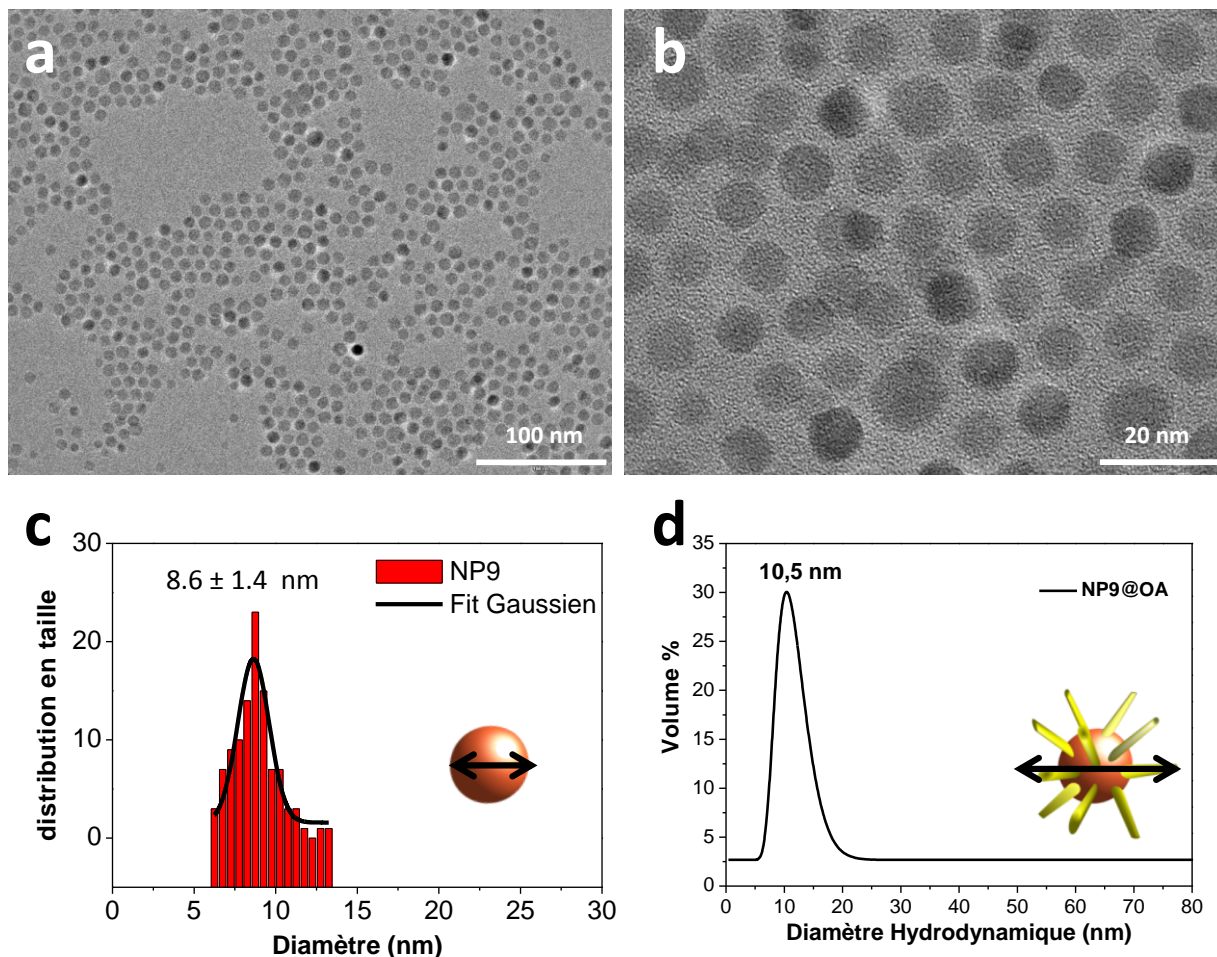 a
100 nm
b
20 nm
c
30
20
10
0
distribution en taille
8.6 ± 1.4 nm
NP9
Fit Gaussien
0 5 10 15 20 25 30
Diamètre (nm)
d
35
30
25
20
15
10
5
0
Volume %
10,5 nm
NP9@OA
0 10 20 30 40 50 60 70 80
Diamètre Hydrodynamique (nm)